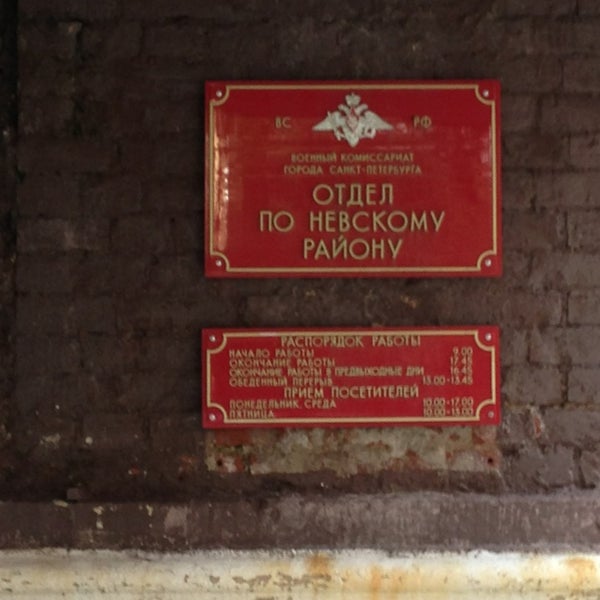 ВС РФ
ВОЕННЫЙ КОМИССАРИАТ
ГОРОДА САНКТ-ПЕТЕРБУРГА
ОТДЕЛ
ПО НЕВСКОМУ
РАЙОНУ
РАСПОРЯДОК РАБОТЫ
НАЧАЛО РАБОТЫ 9.00
ОКОНЧАНИЕ РАБОТЫ 17.45
ОКОНЧАНИЕ РАБОТЫ В ПРЕДВЫХОДНЫЕ ДНИ 16.45
ОБЕДЕННЫЙ ПЕРЕРЫВ 13.00-13.45
ПРИЕМ ПОСЕТИТЕЛЕЙ
ПОНЕДЕЛЬНИК, СРЕДА 10.00-17.00
ПЯТНИЦА 10.00-13.00